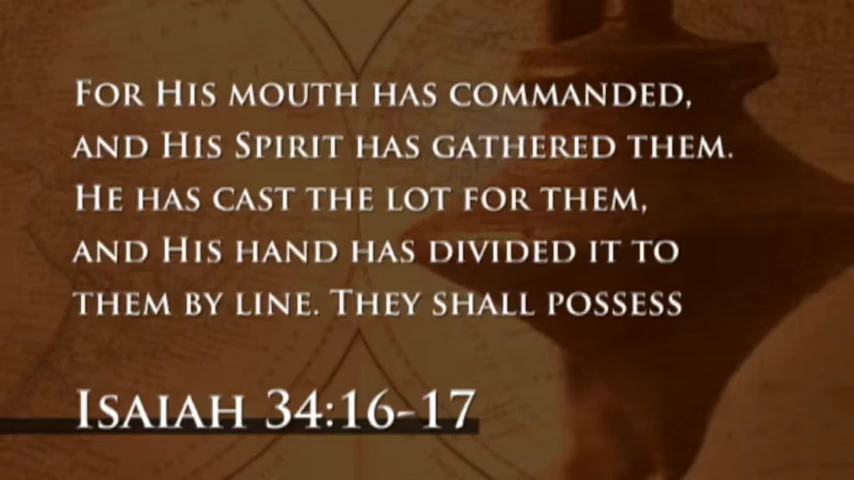 For His mouth has commanded,
and His Spirit has gathered them.
He has cast the lot for them,
and His hand has divided it to
them by line. They shall possess
Isaiah 34:16-17